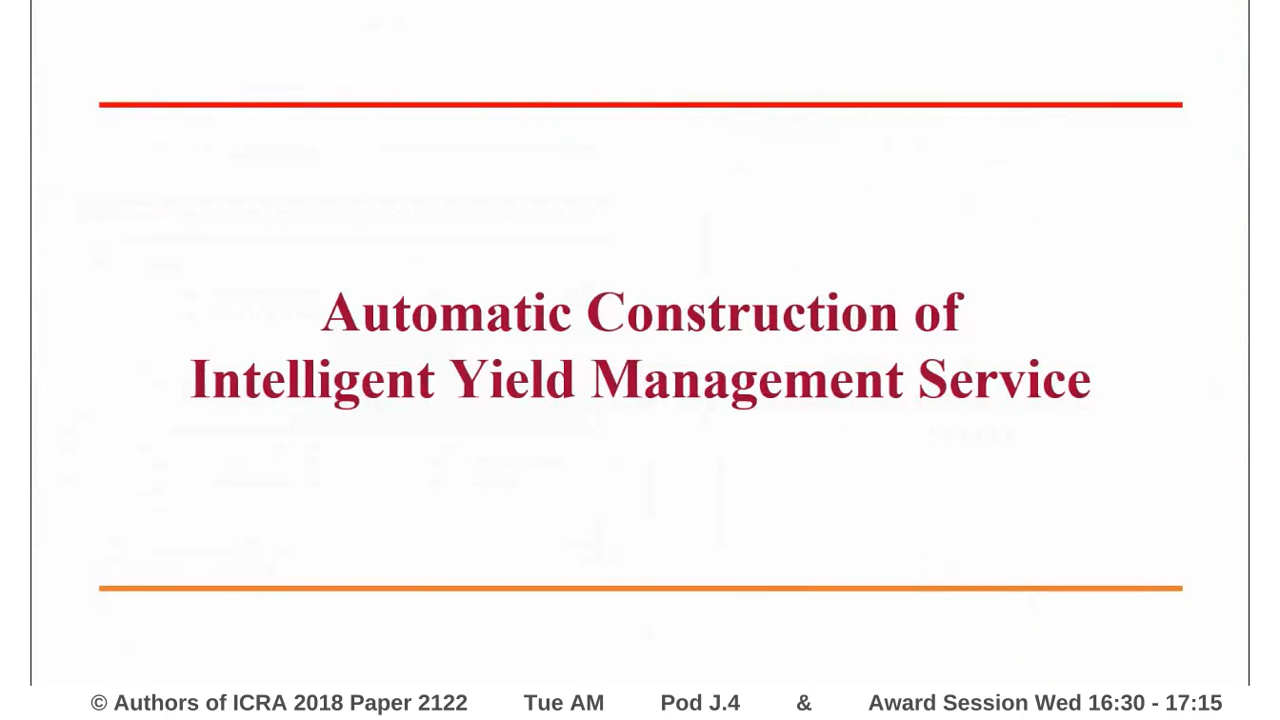 Automatic Construction of
Intelligent Yield Management Service
© Authors of ICRA 2018 Paper 2122 Tue AM Pod J.4 & Award Session Wed 16:30 - 17:15